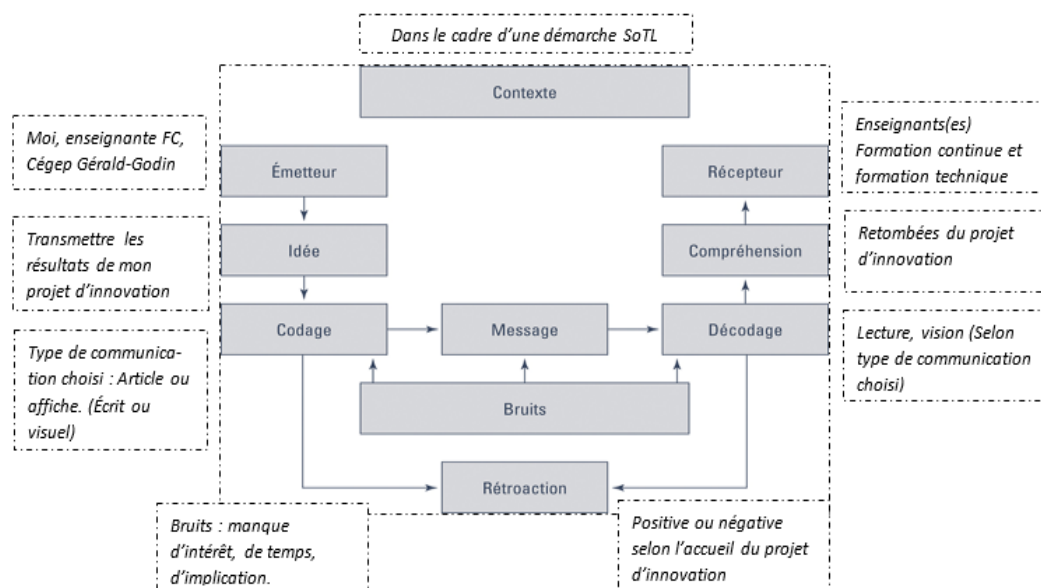 Dans le cadre d'une démarche SoTL
Contexte
Moi, enseignante FC,
Cégep Gérald-Godin
Émetteur
Récepteur
Enseignants(es)
Formation continue et
formation technique
Transmettre les
résultats de mon
projet d'innovation
Idée
Compréhension
Retombées du projet
d'innovation
Codage
Message
Décodage
Type de communica-
tion choisi : Article ou
affiche. (Écrit ou
visuel)
Lecture, vision (Selon
type de communication
choisi)
Bruits
Rétroaction
Bruits : manque
d'intérêt, de temps,
d'implication.
Positive ou négative
selon l'accueil du projet
d'innovation